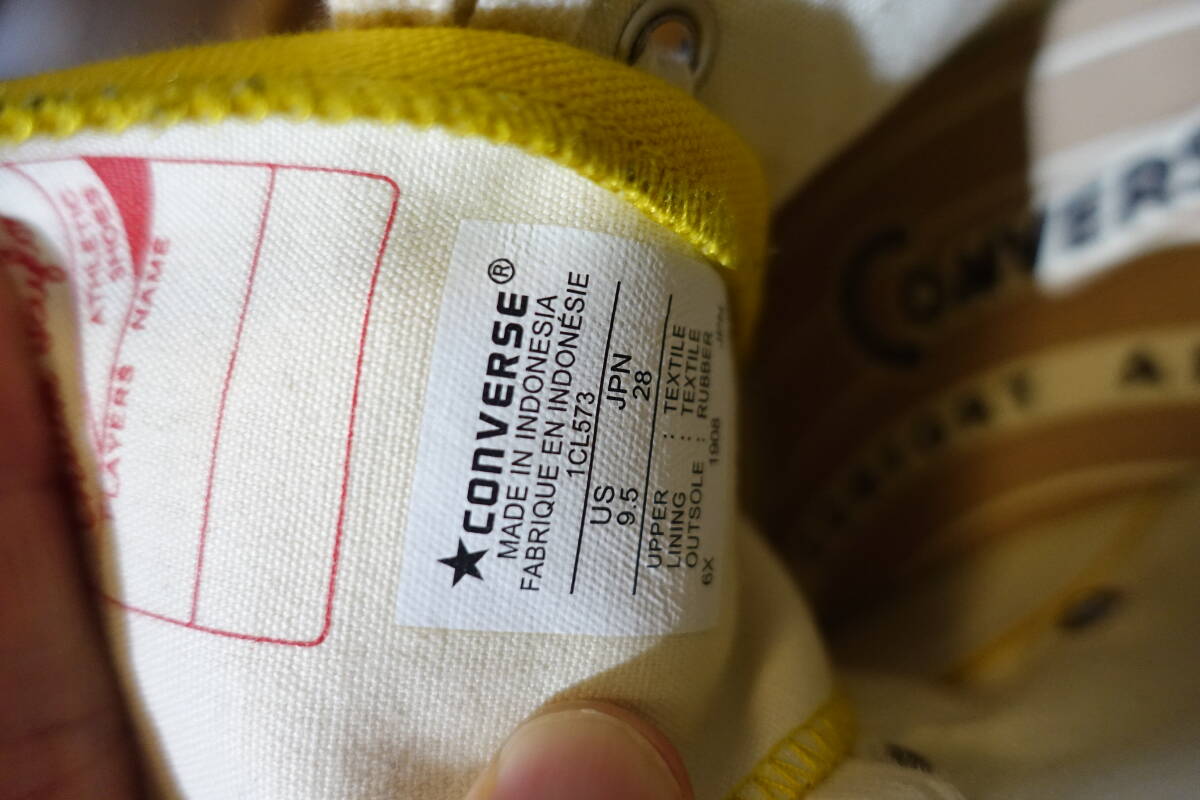 ★CONVERSE®
MADE IN INDONESIA
FABRIQUE EN INDONÉSIE
1CL573
US JPN
9.5 28
UPPER : TEXTILE
LINING : TEXTILE
OUTSOLE : RUBBER
6X 1908 JPN
ATHLETIC
SHOES
PLAYERS NAME
CONVERS